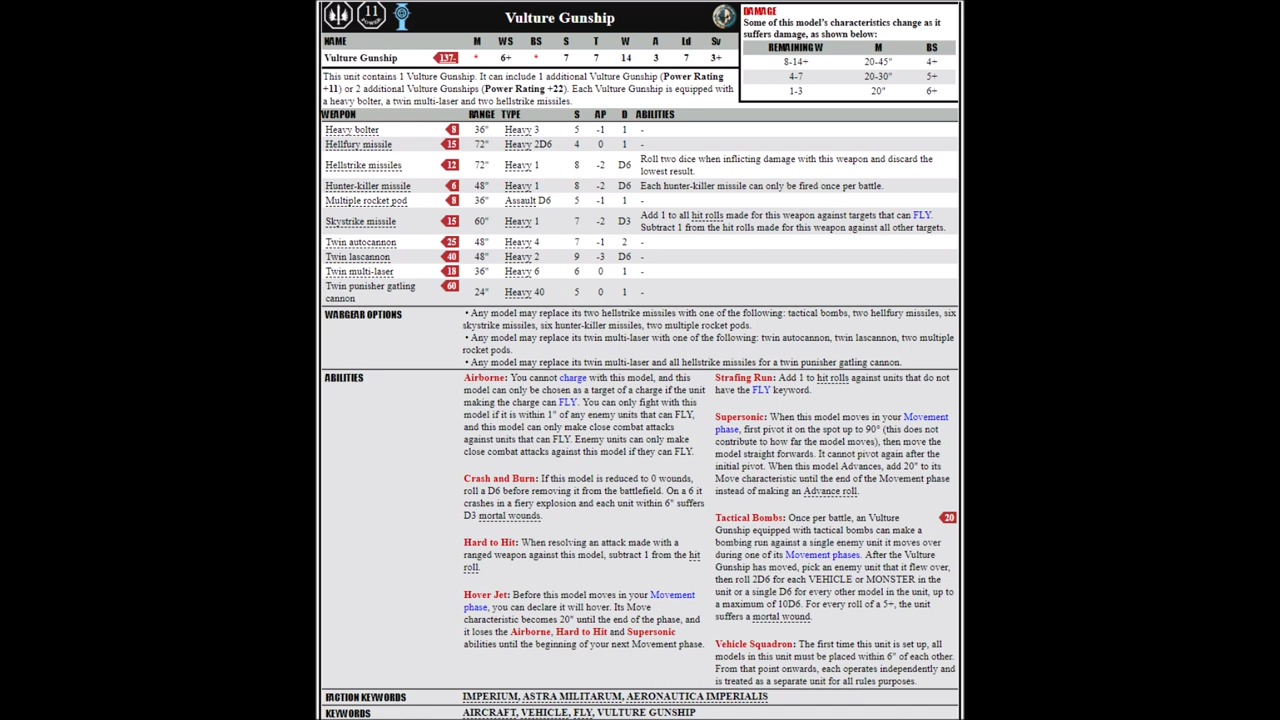 11
POWER
Vulture Gunship
NAME M WS BS S T W A Ld Sv
Vulture Gunship 137. * 6+ * 7 7 14 3 7 3+
This unit contains 1 Vulture Gunship. It can include 1 additional Vulture Gunship (Power Rating
+11) or 2 additional Vulture Gunships (Power Rating +22). Each Vulture Gunship is equipped with
a heavy bolter, a twin multi-laser and two hellstrike missiles.
DAMAGE
Some of this model's characteristics change as it
suffers damage, as shown below:
REMAINING W M BS
8-14+ 20-45" 4+
4-7 20-30" 5+
1-3 20" 6+
WEAPON RANGE TYPE S AP D ABILITIES
Heavy bolter 8 36" Heavy 3 5 -1 1 -
Hellfury missile 15 72" Heavy 2D6 4 0 1 -
Hellstrike missiles 12 72" Heavy 1 8 -2 D6 Roll two dice when inflicting damage with this weapon and discard the
lowest result.
Hunter-killer missile 6 48" Heavy 1 8 -2 D6 Each hunter-killer missile can only be fired once per battle.
Multiple rocket pod 8 36" Assault D6 5 -1 1 -
Skystrike missile 15 60" Heavy 1 7 -2 D3 Add 1 to all hit rolls made for this weapon against targets that can FLY.
Subtract 1 from the hit rolls made for this weapon against all other targets.
Twin autocannon 25 48" Heavy 4 7 -1 2 -
Twin lascannon 40 48" Heavy 2 9 -3 D6 -
Twin multi-laser 18 36" Heavy 6 6 0 1 -
Twin punisher gatling
cannon 60 24" Heavy 40 5 0 1 -
WARGEAR OPTIONS
• Any model may replace its two hellstrike missiles with one of the following: tactical bombs, two hellfury missiles, six
skystrike missiles, six hunter-killer missiles, two multiple rocket pods.
• Any model may replace its twin multi-laser with one of the following: twin autocannon, twin lascannon, two multiple
rocket pods.
• Any model may replace its twin multi-laser and all hellstrike missiles for a twin punisher gatling cannon.
ABILITIES
Airborne: You cannot charge with this model, and this
model can only be chosen as a target of a charge if the unit
making the charge can FLY. You can only fight with this
model if it is within 1" of any enemy units that can FLY,
and this model can only make close combat attacks
against units that can FLY. Enemy units can only make
close combat attacks against this model if they can FLY.
Crash and Burn: If this model is reduced to 0 wounds,
roll a D6 before removing it from the battlefield. On a 6 it
crashes in a fiery explosion and each unit within 6" suffers
D3 mortal wounds.
Hard to Hit: When resolving an attack made with a
ranged weapon against this model, subtract 1 from the hit
roll.
Hover Jet: Before this model moves in your Movement
phase, you can declare it will hover. Its Move
characteristic becomes 20" until the end of the phase, and
it loses the Airborne, Hard to Hit and Supersonic
abilities until the beginning of your next Movement phase.
Strafing Run: Add 1 to hit rolls against units that do not
have the FLY keyword.
Supersonic: When this model moves in your Movement
phase, first pivot it on the spot up to 90° (this does not
contribute to how far the model moves), then move the
model straight forwards. It cannot pivot again after the
initial pivot. When this model Advances, add 20" to its
Move characteristic until the end of the Movement phase
instead of making an Advance roll.
Tactical Bombs: Once per battle, an Vulture 20
Gunship equipped with tactical bombs can make a
bombing run against a single enemy unit it moves over
during one of its Movement phases. After the Vulture
Gunship has moved, pick an enemy unit that it flew over,
then roll 2D6 for each VEHICLE or MONSTER in the
unit or a single D6 for every other model in the unit, up to
a maximum of 10D6. For every roll of a 5+, the unit
suffers a mortal wound.
Vehicle Squadron: The first time this unit is set up, all
models in this unit must be placed within 6" of each other.
From that point onwards, each operates independently and
is treated as a separate unit for all rules purposes.
FACTION KEYWORDS IMPERIUM, ASTRA MILITARUM, AERONAUTICA IMPERIALIS
KEYWORDS AIRCRAFT, VEHICLE, FLY, VULTURE GUNSHIP